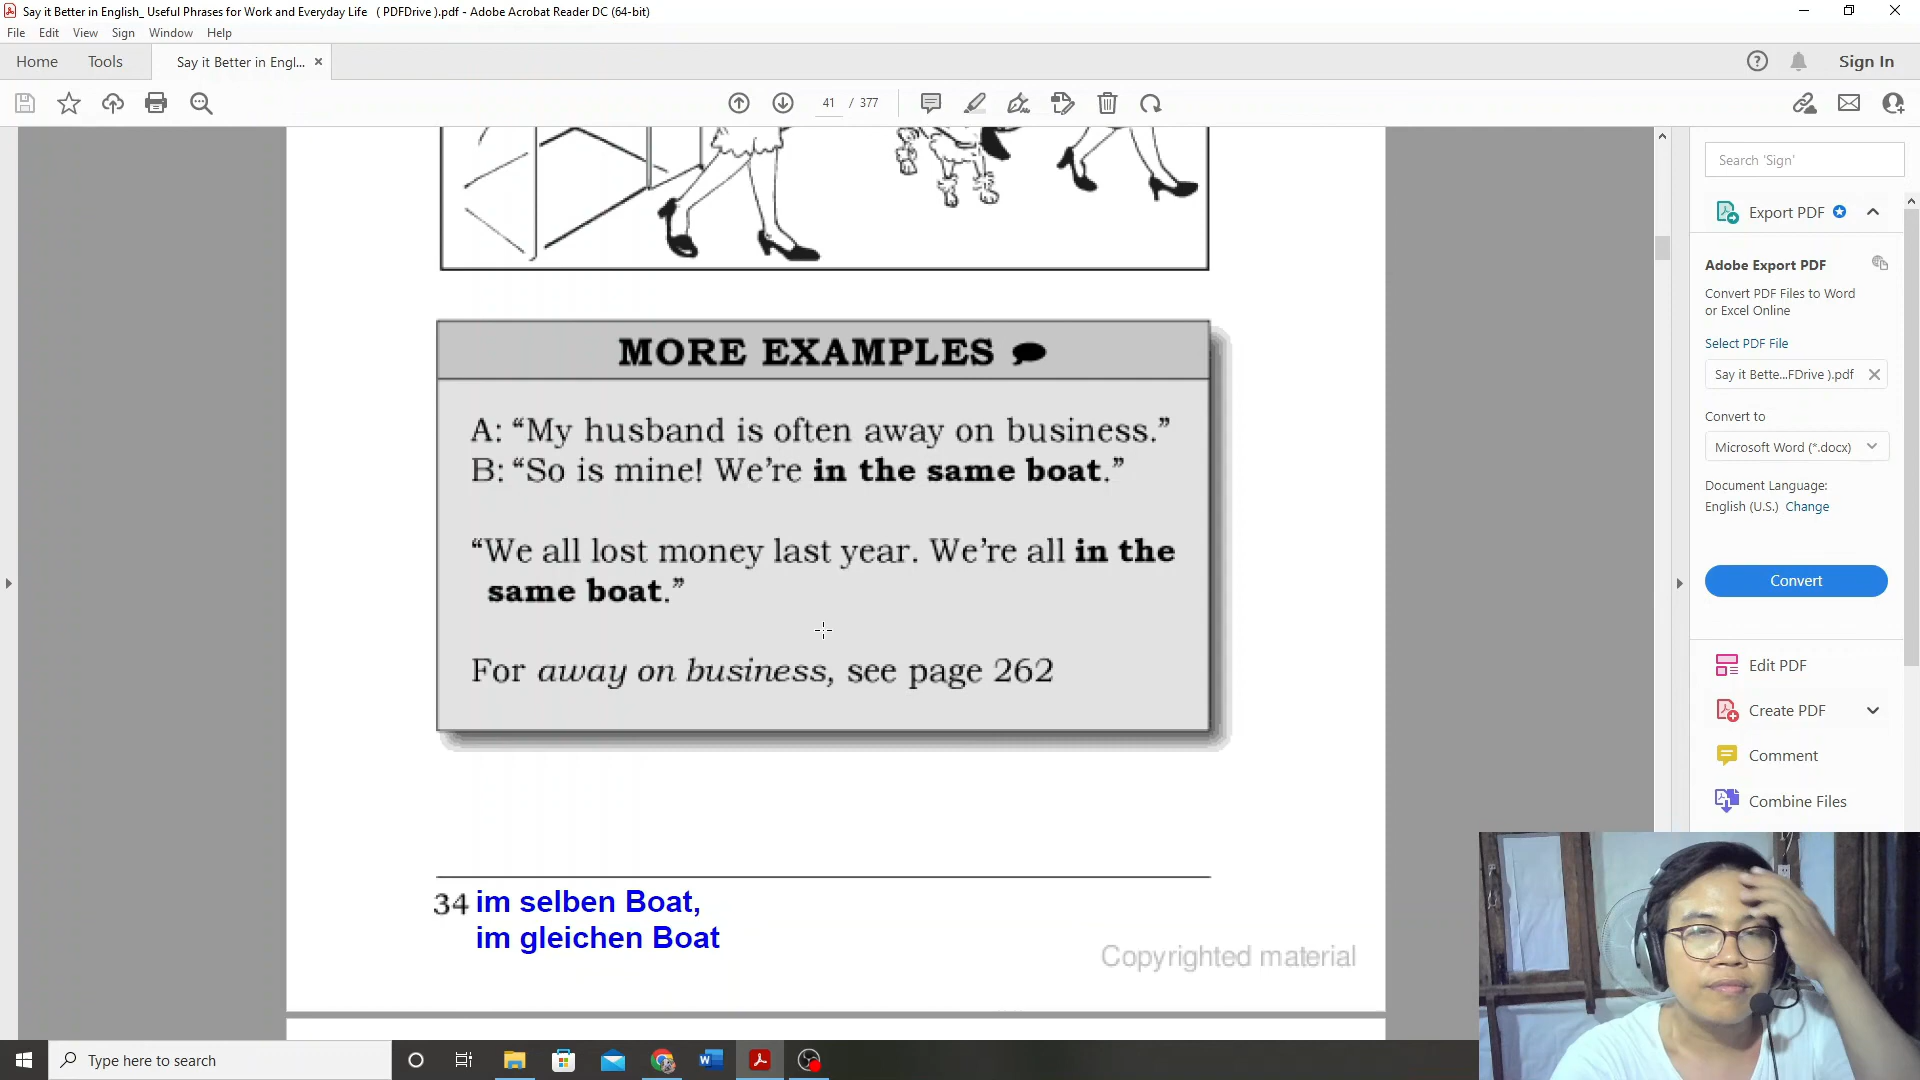 Say it Better in English_ Useful Phrases for Work and Everyday Life ( PDFDrive ).pdf - Adobe Acrobat Reader DC (64-bit)
File Edit View Sign Window Help
Home Tools Say it Better in Engl... × Sign In
41 / 377
MORE EXAMPLES
A: “My husband is often away on business.”
B: “So is mine! We’re in the same boat.”
“We all lost money last year. We’re all in the
same boat.”
For away on business, see page 262
34 im selben Boat,
im gleichen Boat
Copyrighted material
Search 'Sign'
Export PDF
Adobe Export PDF
Convert PDF Files to Word
or Excel Online
Select PDF File
Say it Bette...FDrive ).pdf
Convert to
Microsoft Word (*.docx)
Document Language:
English (U.S.) Change
Convert
Edit PDF
Create PDF
Comment
Combine Files
Type here to search